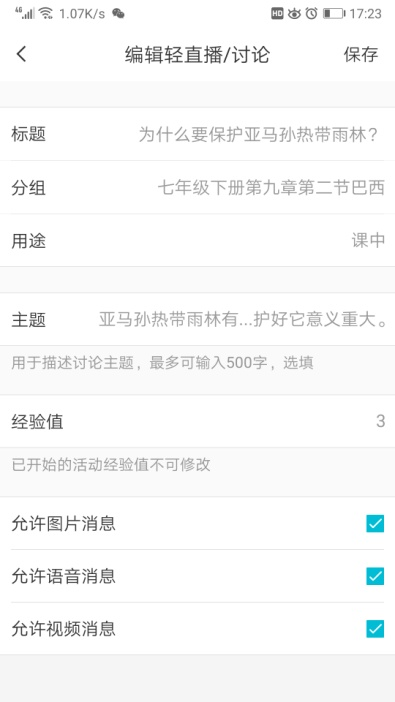 4G 1.07K/s HD 17:23
编辑轻直播/讨论 保存
标题 为什么要保护亚马孙热带雨林？
分组 七年级下册第九章第二节巴西
用途 课中
主题 亚马孙热带雨林有...护好它意义重大。
用于描述讨论主题，最多可输入500字，选填
经验值 3
已开始的活动经验值不可修改
允许图片消息
允许语音消息
允许视频消息